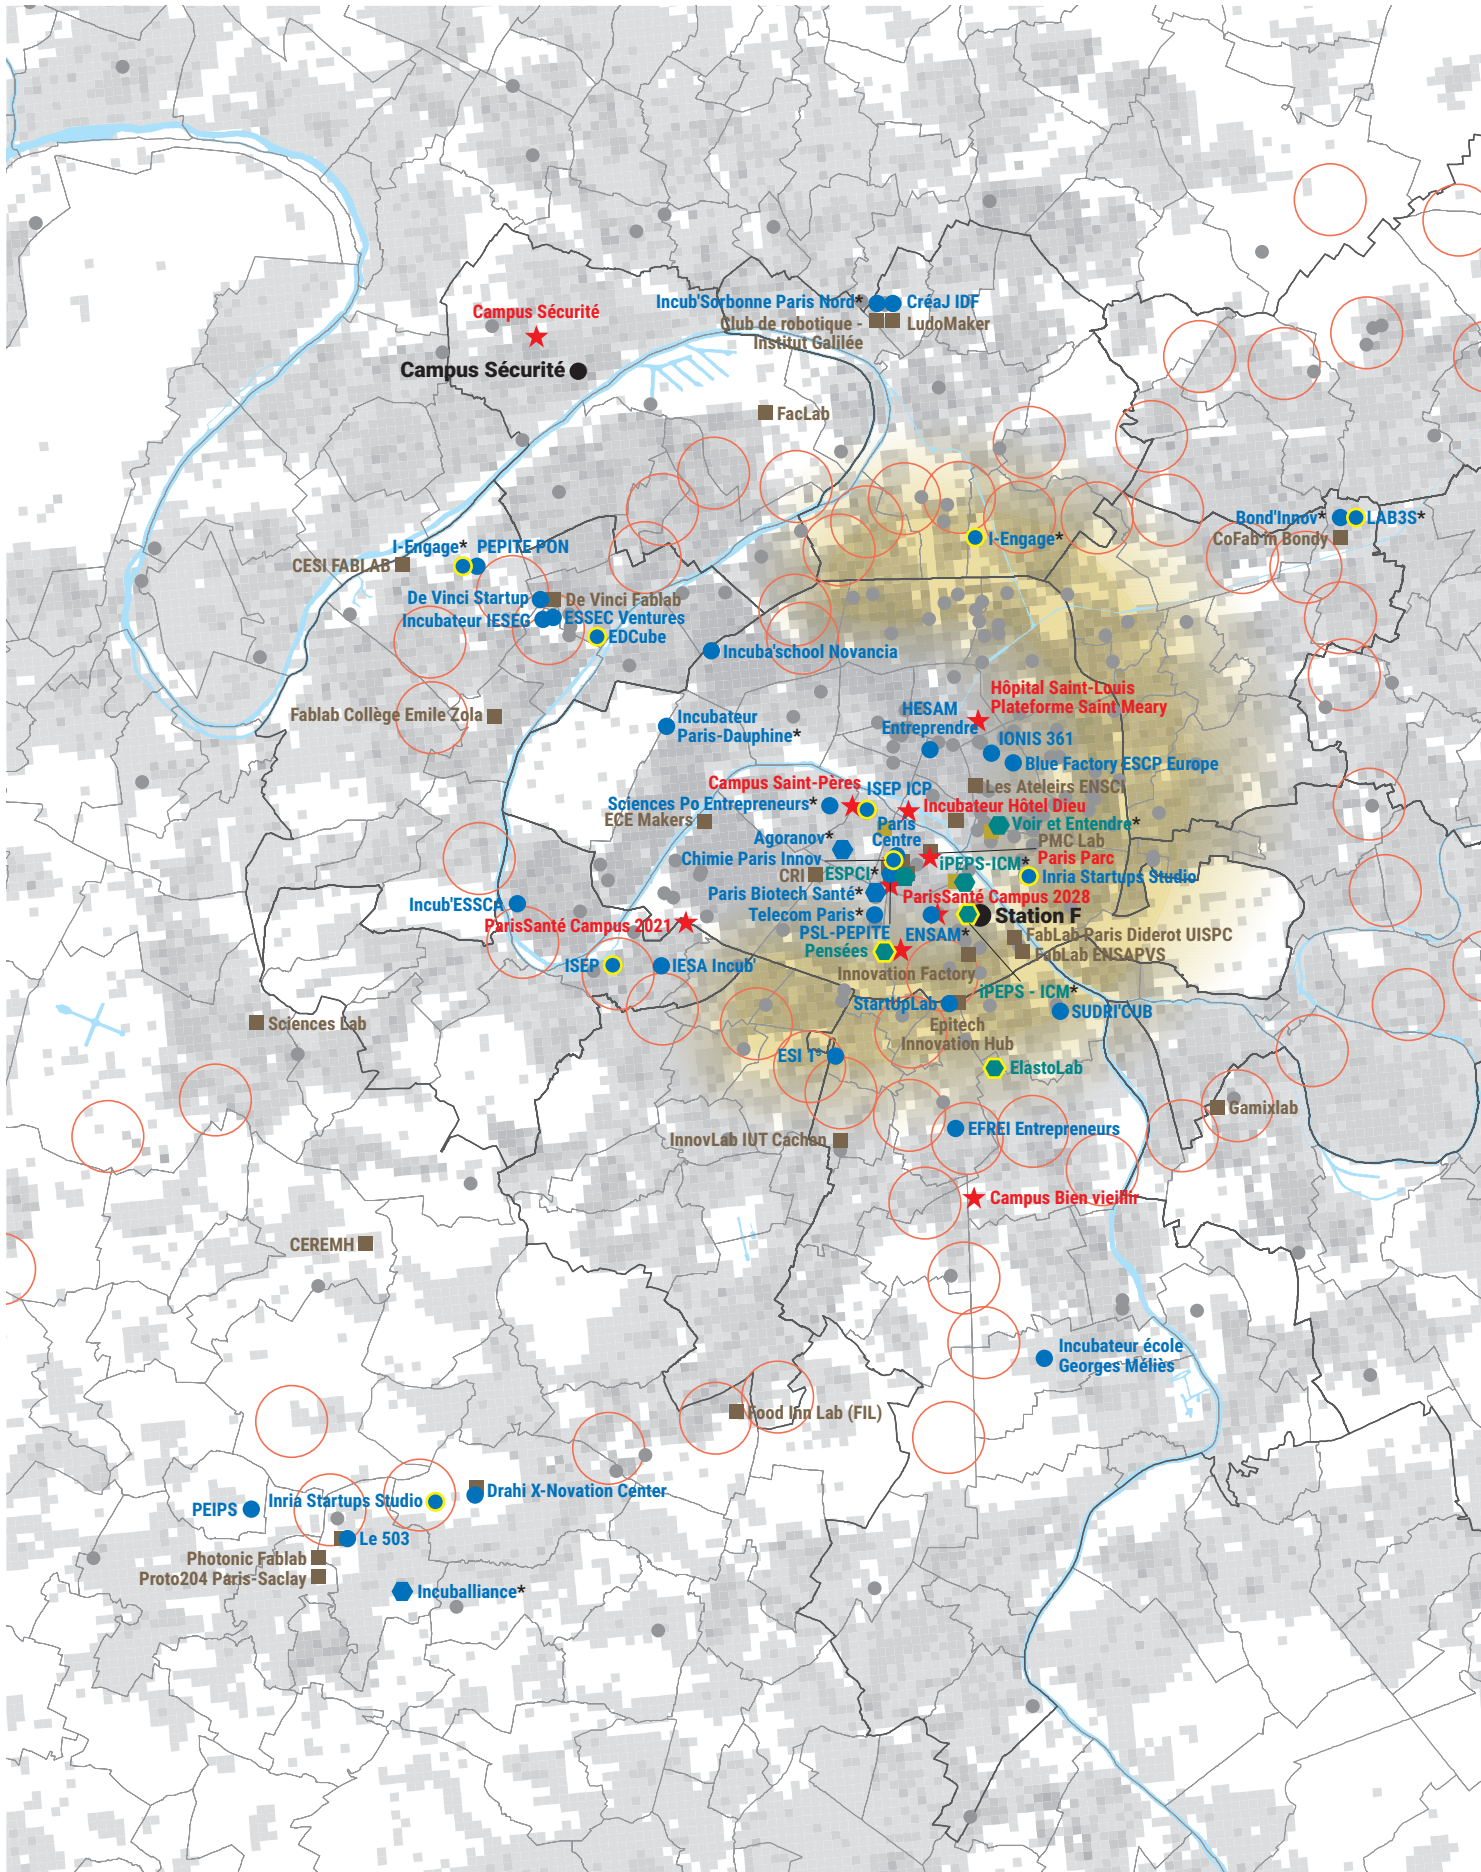 Incub'Sorbonne Paris Nord*
CréaJ IDF
Club de robotique -
Institut Galilée
LudoMaker
Campus Sécurité
Campus Sécurité
FacLab
Bond'Innov*
LAB3S*
CoFab in Bondy
I-Engage*
I-Engage*
PEPITE PON
CESI FABLAB
De Vinci Startup
De Vinci Fablab
Incubateur IESEG
ESSEC Ventures
EDCube
Incuba'school Novancia
Hôpital Saint-Louis
Plateforme Saint Meary
Fablab Collège Emile Zola
Incubateur
Paris-Dauphine*
HESAM
Entreprendre
IONIS 361
Blue Factory ESCP Europe
Campus Saint-Pères
ISEP ICP
Les Ateleirs ENSCI
Sciences Po Entrepreneurs*
Incubateur Hôtel Dieu
ECE Makers
Paris
Centre
Voir et Entendre*
Agoranov*
PMC Lab
Chimie Paris Innov
iPEPS-ICM*
Paris Parc
CRI
ESPCI*
Inria Startups Studio
Paris Biotech Santé*
ParisSanté Campus 2028
Incub'ESSCA
Telecom Paris*
Station F
ParisSanté Campus 2021
PSL-PEPITE
ENSAM*
FabLab Paris Diderot UISPC
Pensées
FabLab ENSAPVS
ISEP
IESA Incub'
Innovation Factory
iPEPS - ICM*
StartUpLab
SUDRI'CUB
Sciences Lab
Epitech
Innovation Hub
ESI T³
ElastoLab
Gamixlab
EFREI Entrepreneurs
InnovLab IUT Cachan
Campus Bien vieillir
CEREMH
Incubateur école
Georges Méliès
Food Inn Lab (FIL)
Drahi X-Novation Center
Inria Startups Studio
PEIPS
Le 503
Photonic Fablab
Proto204 Paris-Saclay
Incuballiance*